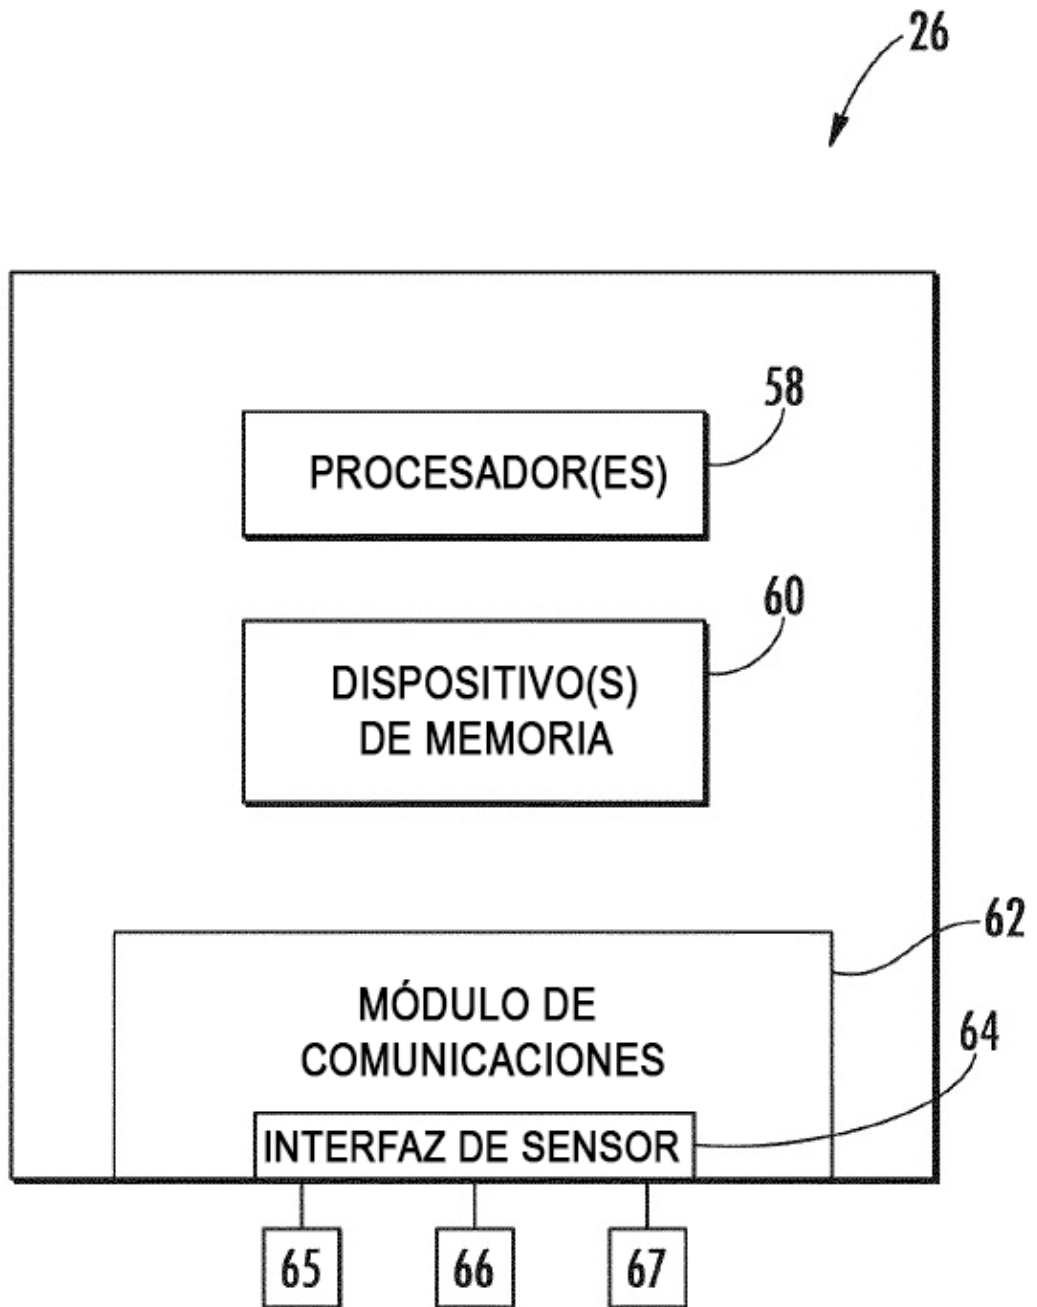 26
58
PROCESADOR(ES)
60
DISPOSITIVO(S)
DE MEMORIA
62
MÓDULO DE
COMUNICACIONES
64
INTERFAZ DE SENSOR
65 66 67